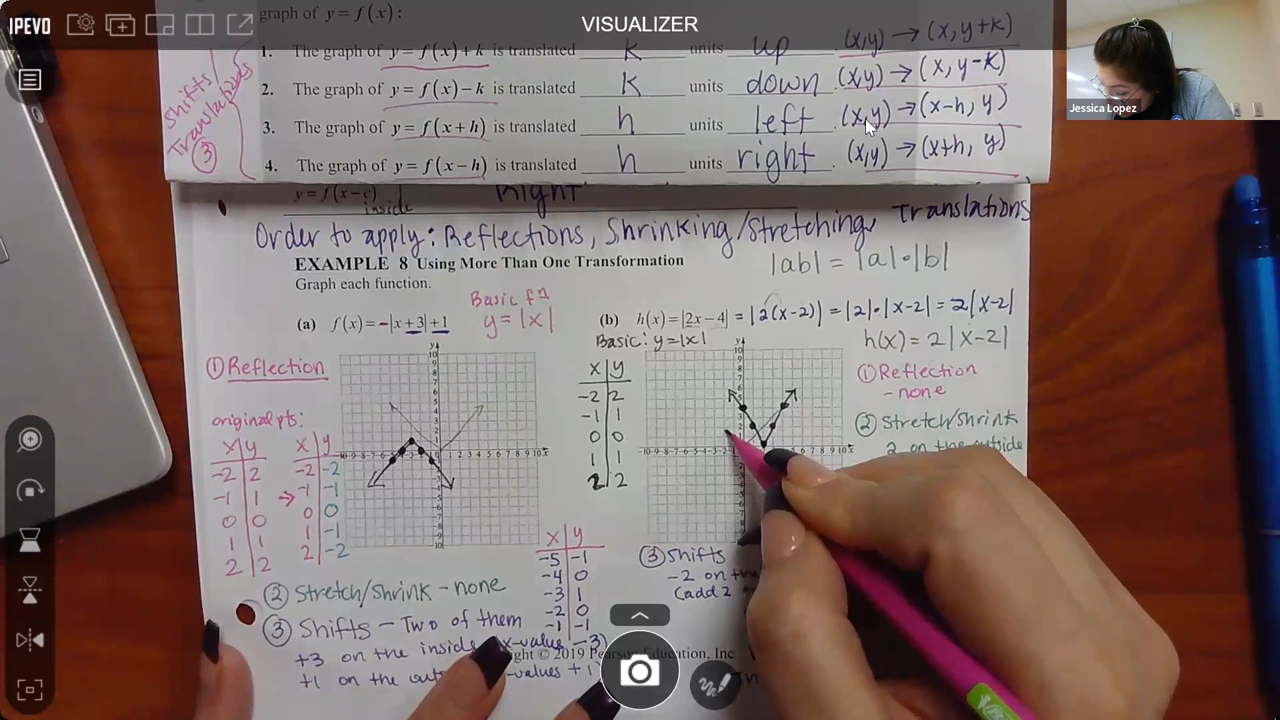 IPEVO
VISUALIZER
Jessica Lopez
graph of y = f(x):
1. The graph of y = f(x) + k is translated k units up. (x,y) → (x, y+k)
2. The graph of y = f(x) − k is translated k units down. (x,y) → (x, y−k)
3. The graph of y = f(x + h) is translated h units left. (x,y) → (x−h, y)
4. The graph of y = f(x − h) is translated h units right. (x,y) → (x+h, y)
shifts/
translations
3
y = f(x−c)
inside
Right
Order to apply: Reflections, Shrinking/Stretching, Translations
EXAMPLE 8 Using More Than One Transformation
|ab| = |a|·|b|
Graph each function.
Basic fn
y = |x|
(a) f(x) = −|x + 3| + 1
(b) h(x) = |2x − 4| = |2(x−2)| = |2|·|x−2| = 2|x−2|
Basic: y=|x|
h(x) = 2|x−2|
① Reflection
original pts:
x y
-2 2
-1 1
0 0
1 1
2 2
→
x y
-2 -2
-1 -1
0 0
1 -1
2 -2
x y
-2 2
-1 1
0 0
1 1
2 2
① Reflection
- none
② Stretch/Shrink
2 on the outside
② Stretch/Shrink - none
③ Shifts - Two of them
+3 on the inside (x-value -3)
+1 on the -values +1
x y
-5 -1
-4 0
-3 1
-2 0
-1 -1
③ Shifts
-2 on
(add 2
© 2019 Pearson Education, Inc